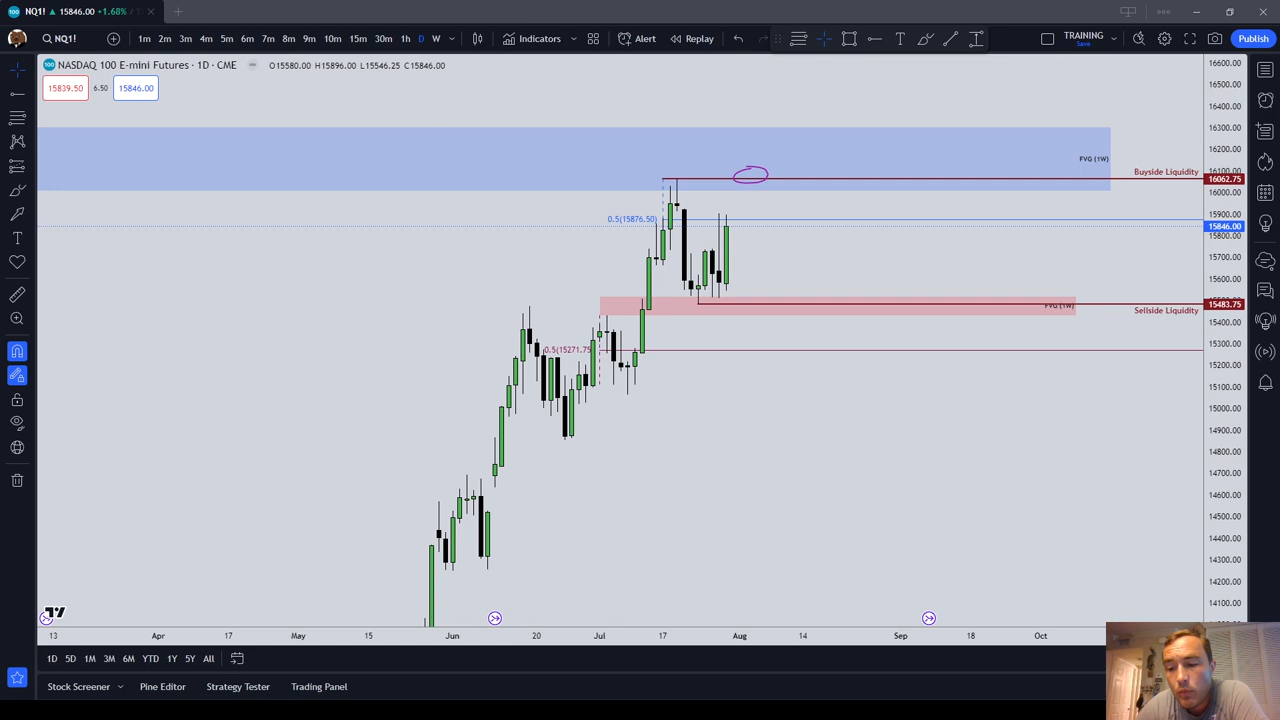 NQ1! ▲ 15846.00 +1.68%
NQ1! 1m 2m 3m 4m 5m 6m 7m 8m 9m 10m 15m 30m 1h D W Indicators Alert Replay TRAINING Save Publish
NASDAQ 100 E-mini Futures · 1D · CME O15580.00 H15896.00 L15546.25 C15846.00
15839.50 6.50 15846.00
16600.00
16500.00
16400.00
16300.00
16200.00
FVG (1W)
16100.00
Buyside Liquidity 16062.75
16000.00
15900.00
0.5(15876.50)
15846.00
15800.00
15700.00
15600.00
FVG (1W) 15483.75
Sellside Liquidity
15400.00
15300.00
0.5(15271.75
15200.00
15100.00
15000.00
14900.00
14800.00
14700.00
14600.00
14500.00
14400.00
14300.00
14200.00
14100.00
13 Apr 17 May 15 Jun 20 Jul 17 Aug 14 Sep 18 Oct
1D 5D 1M 3M 6M YTD 1Y 5Y All
Stock Screener Pine Editor Strategy Tester Trading Panel